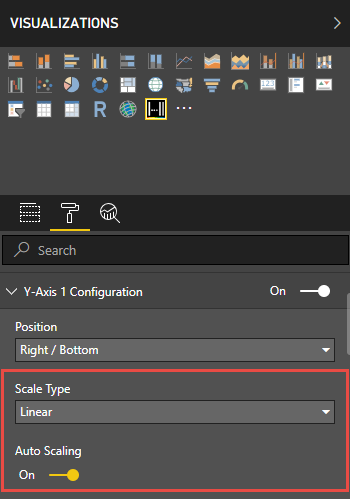 VISUALIZATIONS
R
Search
Y-Axis 1 Configuration On
Position
Right / Bottom
Scale Type
Linear
Auto Scaling
On